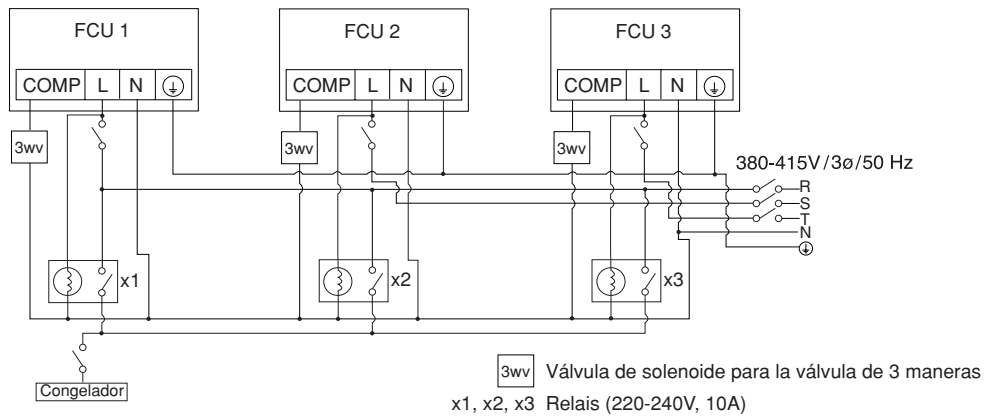 FCU 1 FCU 2 FCU 3
COMP L N COMP L N COMP L N
3wv 3wv 3wv
380-415V/3ø/50 Hz
R
S
T
N
x1 x2 x3
Congelador
3wv Válvula de solenoide para la válvula de 3 maneras
x1, x2, x3 Relais (220-240V, 10A)